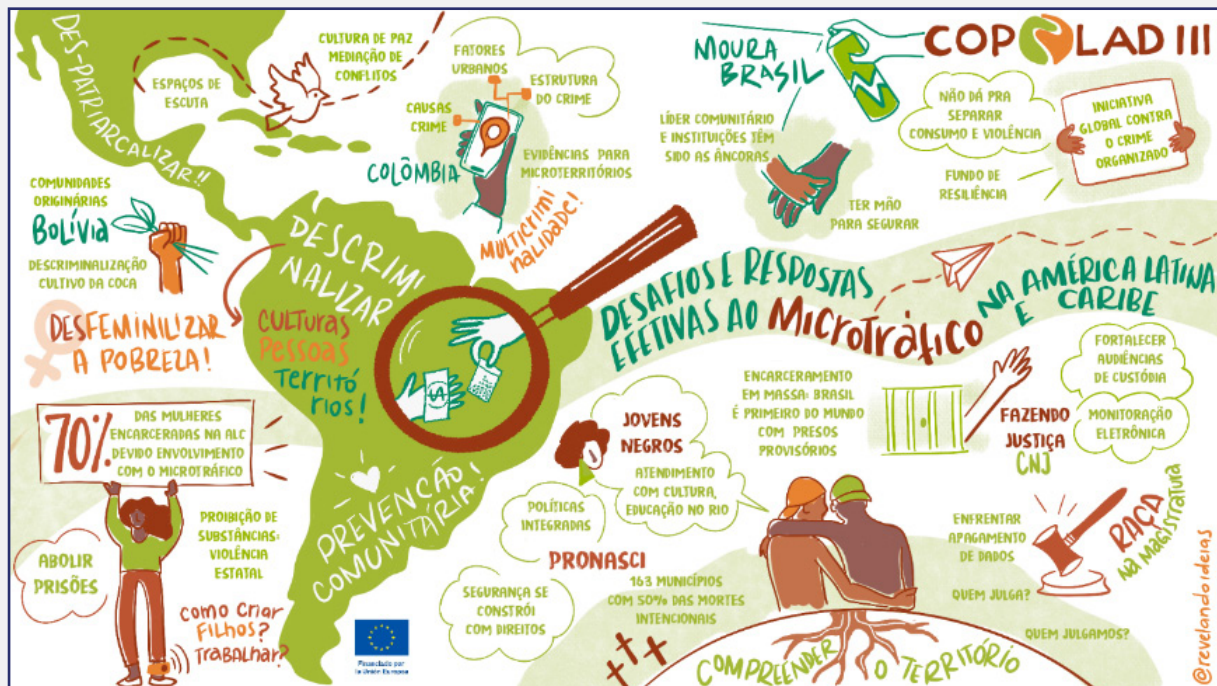 DES-PATRIARCALIZAR!!
ESPAÇOS DE
ESCUTA
CULTURA DE PAZ
MEDIAÇÃO DE
CONFLITOS
FATORES
URBANOS
ESTRUTURA
DO CRIME
CAUSAS
CRIME
COLÔMBIA
EVIDÊNCIAS PARA
MICROTERRITÓRIOS
MULTICRIMI
NALIDADE!
MOURA
BRASIL
LÍDER COMUNITÁRIO
E INSTITUIÇÕES TÊM
SIDO AS ÂNCORAS
TER MÃO
PARA SEGURAR
COPOLAD III
NÃO DÁ PRA
SEPARAR
CONSUMO E VIOLÊNCIA
INICIATIVA
GLOBAL CONTRA
O CRIME
ORGANIZADO
FUNDO DE
RESILIÊNCIA
COMUNIDADES
ORIGINÁRIAS
BOLÍVIA
DESCRIMINALIZAÇÃO
CULTIVO DA COCA
DESFEMINILIZAR
A POBREZA!
DESCRIMI
NALIZAR
CULTURAS
PESSOAS
TERRITÓ
RIOS!
DESAFIOS E RESPOSTAS
EFETIVAS AO MICROTRÁFICO
NA AMÉRICA LATINA
E CARIBE
70%
DAS MULHERES
ENCARCERADAS NA ALC
DEVIDO ENVOLVIMENTO
COM O MICROTRÁFICO
ABOLIR
PRISÕES
PROIBIÇÃO DE
SUBSTÂNCIAS:
VIOLÊNCIA
ESTATAL
COMO CRIAR
FILHOS?
TRABALHAR?
PREVENÇÃO
COMUNITÁRIA!
Financiado por
la Unión Europea
JOVENS
NEGROS
ATENDIMENTO
COM CULTURA,
EDUCAÇÃO NO RIO
POLÍTICAS
INTEGRADAS
PRONASCI
163 MUNICÍPIOS
COM 50% DAS MORTES
INTENCIONAIS
SEGURANÇA SE
CONSTRÓI
COM DIREITOS
ENCARCERAMENTO
EM MASSA: BRASIL
É PRIMEIRO DO MUNDO
COM PRESOS
PROVISÓRIOS
FAZENDO
JUSTIÇA
CNJ
FORTALECER
AUDIÊNCIAS
DE CUSTÓDIA
MONITORAÇÃO
ELETRÔNICA
ENFRENTAR
APAGAMENTO
DE DADOS
QUEM JULGA?
QUEM JULGAMOS?
RAÇA
NA MAGISTRATURA
COMPREENDER O TERRITÓRIO
@revelandoideias